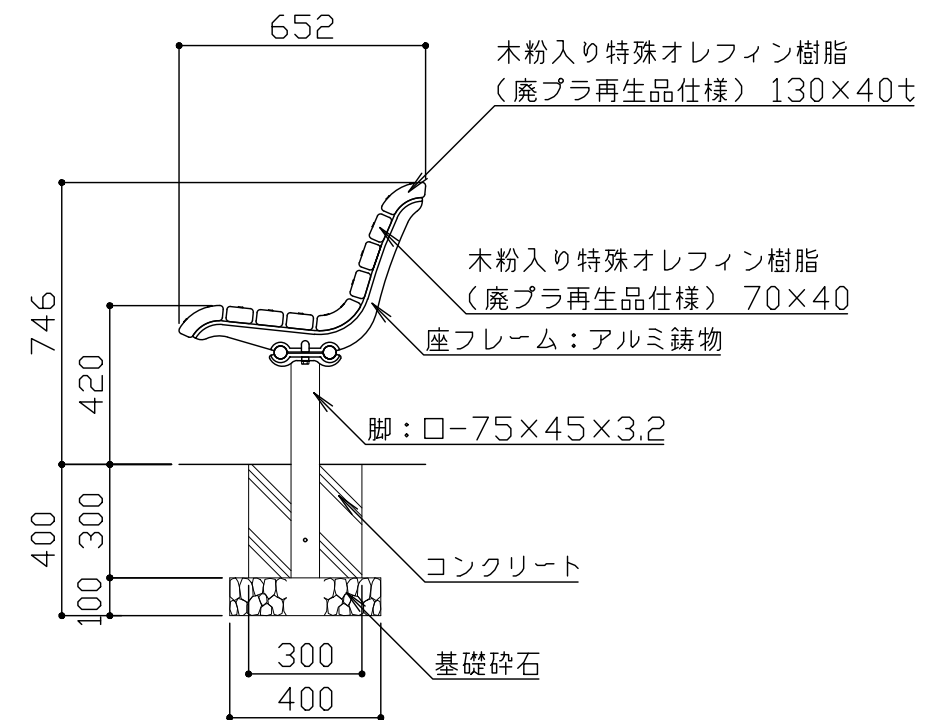 652
木粉入り特殊オレフィン樹脂
（廃プラ再生品仕様） 130×40t
746
420
木粉入り特殊オレフィン樹脂
（廃プラ再生品仕様） 70×40
座フレーム：アルミ鋳物
脚：口-75×45×3.2
400
300
100
コンクリート
基礎砕石
300
400